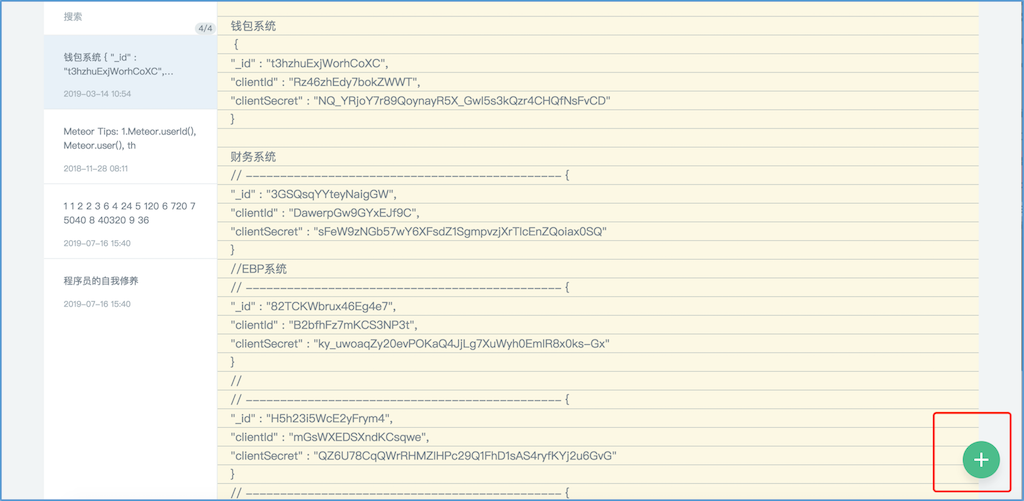 搜索
4/4
钱包系统 { "_id" :
"t3hzhuExjWorhCoXC",...
2019-03-14 10:54
Meteor Tips: 1.Meteor.userId(),
Meteor.user(), th
2018-11-28 08:11
1 1 2 2 3 6 4 24 5 120 6 720 7
5040 8 40320 9 36
2019-07-16 15:40
程序员的自我修养
2019-07-16 15:40
钱包系统
{
"_id" : "t3hzhuExjWorhCoXC",
"clientId" : "Rz46zhEdy7bokZWWT",
"clientSecret" : "NQ_YRjoY7r89QoynayR5X_Gwl5s3kQzr4CHQfNsFvCD"
}
财务系统
// ---------------------------------------------- {
"_id" : "3GSQsqYYteyNaigGW",
"clientId" : "DawerpGw9GYxEJf9C",
"clientSecret" : "sFeW9zNGb57wY6XFsdZ1SgmpvzjXrTlcEnZQoiax0SQ"
}
//EBP系统
// ---------------------------------------------- {
"_id" : "82TCKWbrux46Eg4e7",
"clientId" : "B2bfhFz7mKCS3NP3t",
"clientSecret" : "ky_uwoaqZy20evPOKaQ4JjLg7XuWyh0EmlR8x0ks-Gx"
}
//
// ---------------------------------------------- {
"_id" : "H5h23i5WcE2yFrym4",
"clientId" : "mGsWXEDSXndKCsqwe",
"clientSecret" : "QZ6U78CqQWrRHMZlHPc29Q1FhD1sAS4ryfKYj2u6GvG"
}
// ---------------------------------------------- {